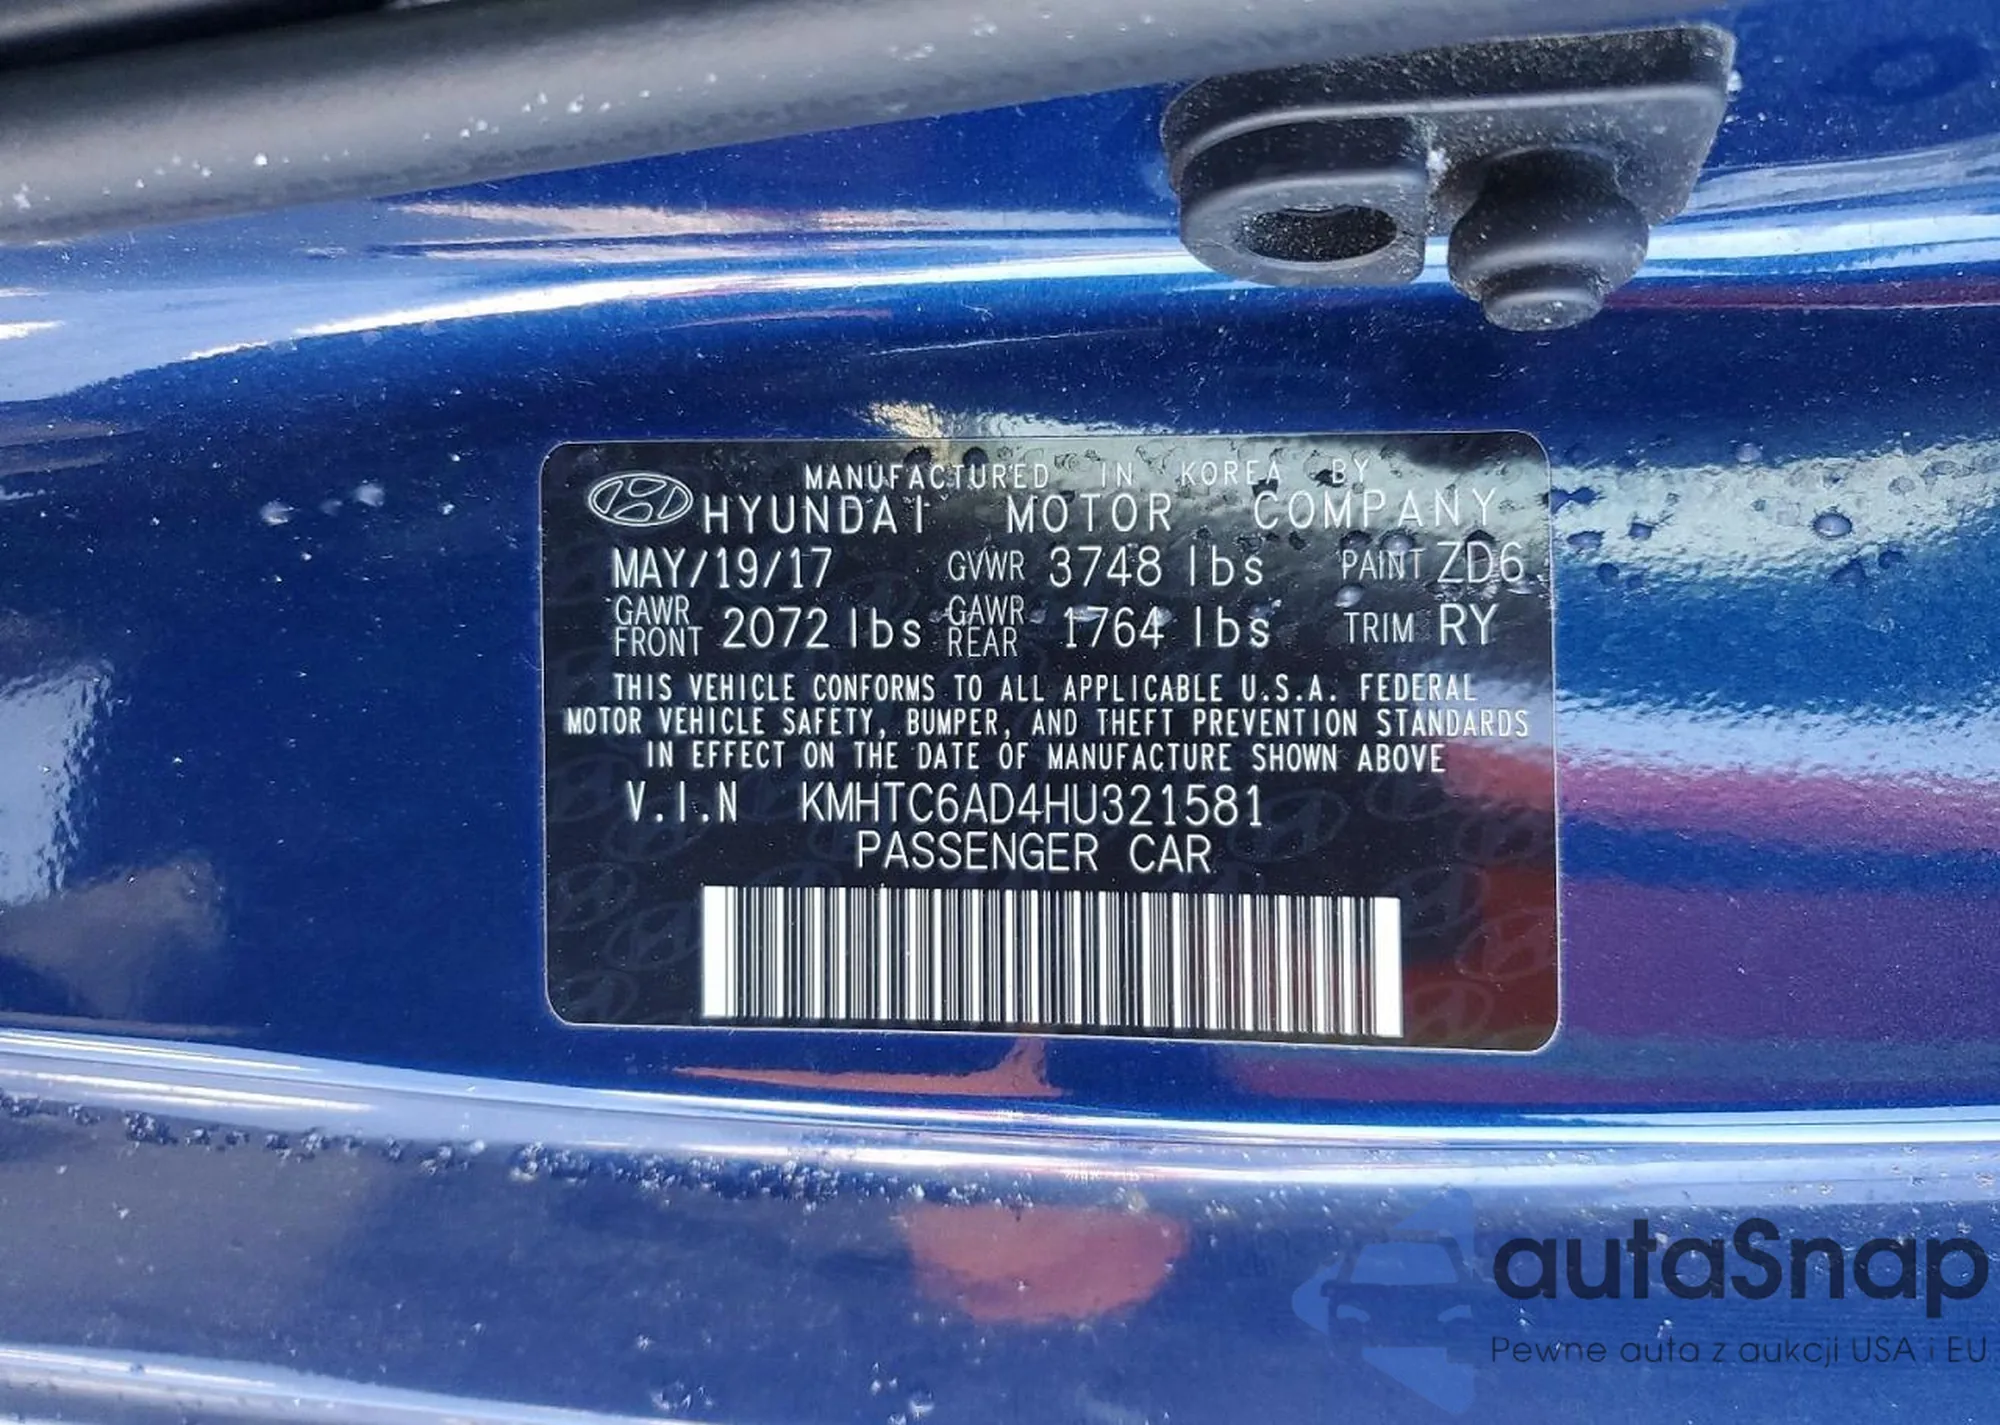 MANUFACTURED IN KOREA BY
HYUNDAI MOTOR COMPANY
MAY/19/17 GVWR 3748 lbs PAINT ZD6
GAWR FRONT 2072 lbs GAWR REAR 1764 lbs TRIM RY
THIS VEHICLE CONFORMS TO ALL APPLICABLE U.S.A. FEDERAL
MOTOR VEHICLE SAFETY, BUMPER, AND THEFT PREVENTION STANDARDS
IN EFFECT ON THE DATE OF MANUFACTURE SHOWN ABOVE
V.I.N KMHTC6AD4HU321581
PASSENGER CAR
autaSnap
Pewne auta z aukcji USA i EU